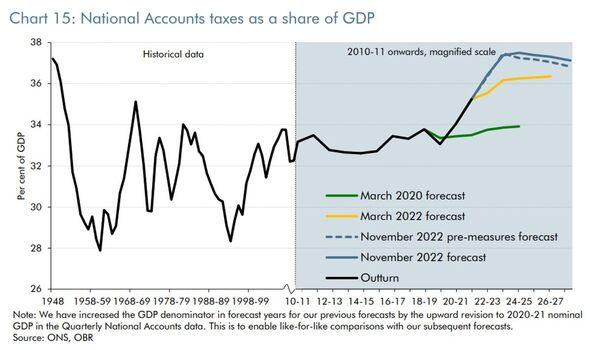 Chart 15: National Accounts taxes as a share of GDP
38
36
34
32
30
28
26
Per cent of GDP
Historical data
2010-11 onwards, magnified scale
March 2020 forecast
March 2022 forecast
November 2022 pre-measures forecast
November 2022 forecast
Outturn
1948 1958-59 1968-69 1978-79 1988-89 1998-99 10-11 12-13 14-15 16-17 18-19 20-21 22-23 24-25 26-27
Note: We have increased the GDP denominator in forecast years for our previous forecasts by the upward revision to 2020-21 nominal
GDP in the Quarterly National Accounts data. This is to enable like-for-like comparisons with our subsequent forecasts.
Source: ONS, OBR